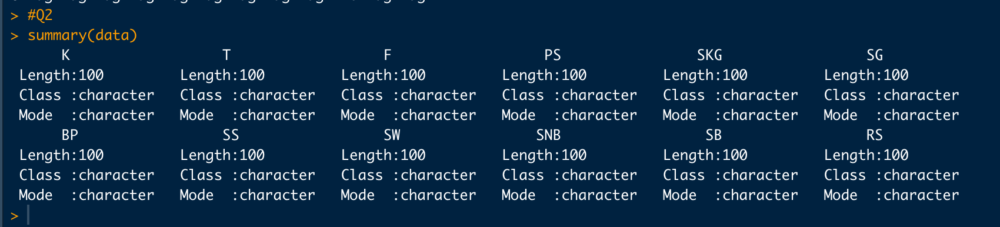 > #Q2
> summary(data)
K T F PS SKG SG
Length:100 Length:100 Length:100 Length:100 Length:100 Length:100
Class :character Class :character Class :character Class :character Class :character Class :character
Mode :character Mode :character Mode :character Mode :character Mode :character Mode :character
BP SS SW SNB SB RS
Length:100 Length:100 Length:100 Length:100 Length:100 Length:100
Class :character Class :character Class :character Class :character Class :character Class :character
Mode :character Mode :character Mode :character Mode :character Mode :character Mode :character
>